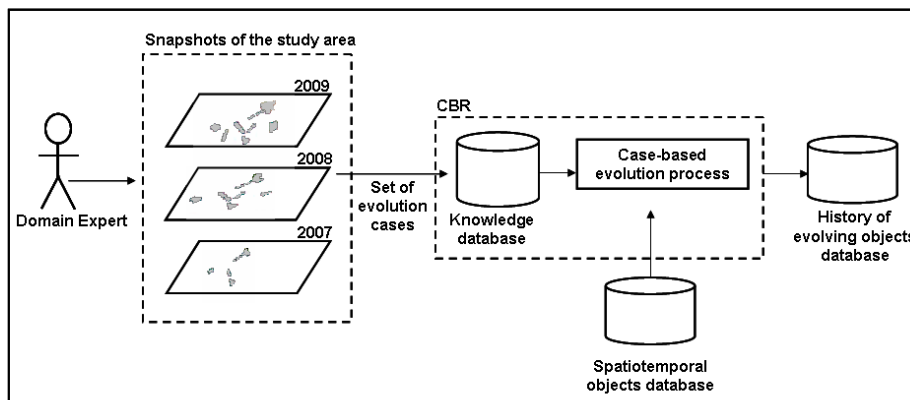 Snapshots of the study area
2009
2008
2007
Domain Expert
Set of
evolution
cases
CBR
Knowledge
database
Case-based
evolution process
History of
evolving objects
database
Spatiotemporal
objects database